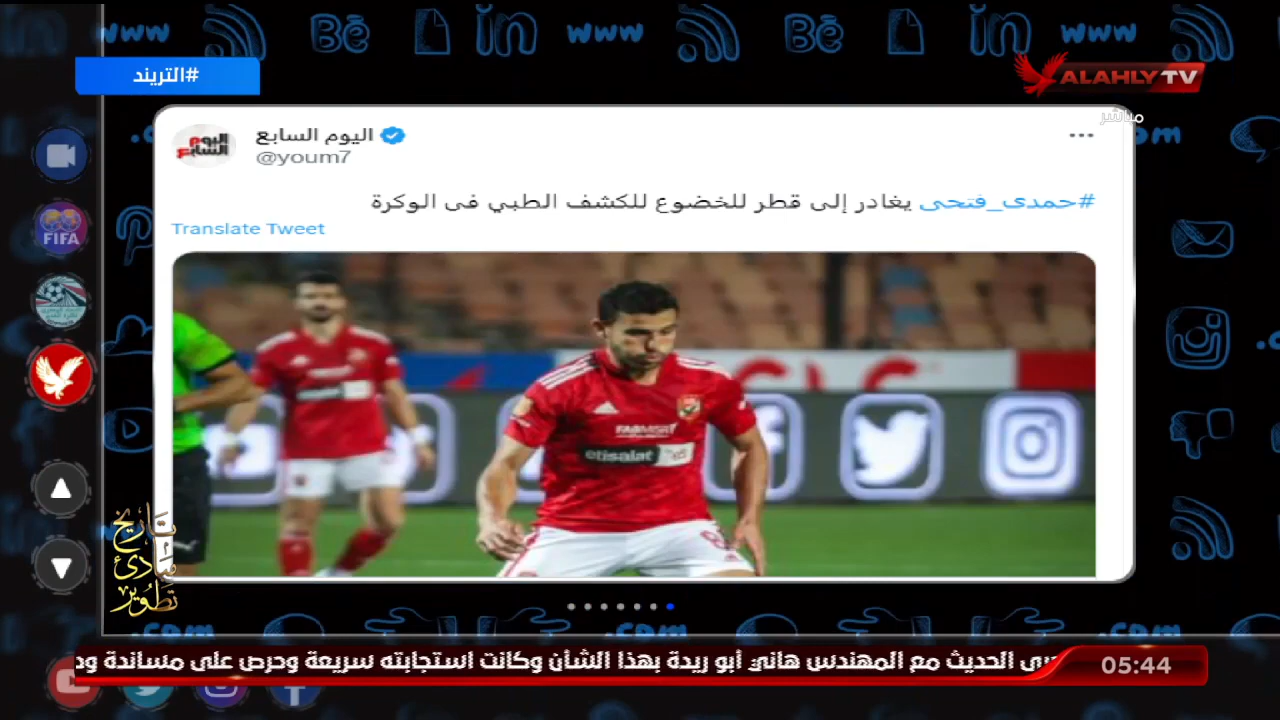 #التريند
ALAHLY TV
مباشر
اليوم السابع
@youm7
#حمدى_فتحى يغادر إلى قطر للخضوع للكشف الطبي فى الوكرة
Translate Tweet
FIFA
FABMISR
etisalat
تاريخ
مبادئ
تطوير
الحديث مع المهندس هاني أبو ريدة بهذا الشأن وكانت استجابته سريعة وحرص على مساندة
05:44